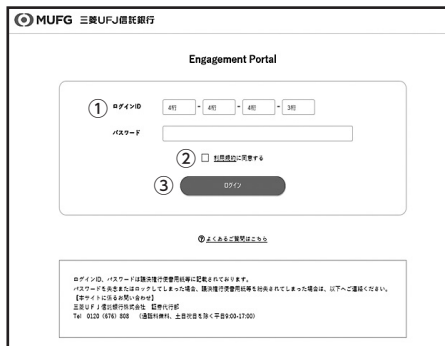 MUFG 三菱UFJ信託銀行
Engagement Portal
① ログインID 4桁 - 4桁 - 4桁 - 3桁
パスワード
② 利用規約に同意する
③ ログイン
? よくあるご質問はこちら
ログインID、パスワードは議決権行使書用紙等に記載されております。
パスワードを失念またはロックしてしまった場合、議決権行使書用紙等を紛失されてしまった場合は、以下へご連絡ください。
【本サイトに係るお問い合わせ】
三菱UFJ信託銀行株式会社 証券代行部
Tel 0120 (676) 808 (通話料無料、土日祝日を除く平日9:00-17:00)